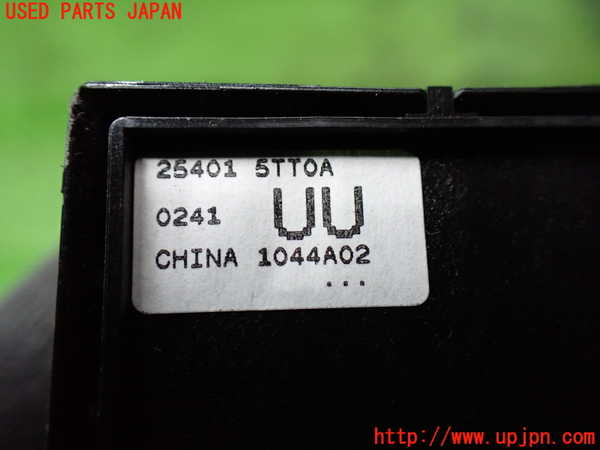 USED PARTS JAPAN
25401 5TT0A
0241 UU
CHINA 1044A02
...
http://www.upjpn.com/